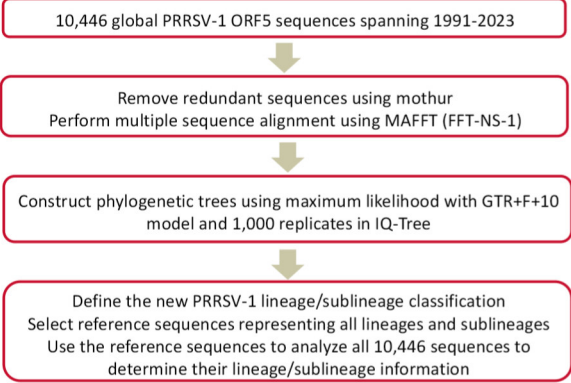 10,446 global PRRSV-1 ORF5 sequences spanning 1991-2023
Remove redundant sequences using mothur
Perform multiple sequence alignment using MAFFT (FFT-NS-1)
Construct phylogenetic trees using maximum likelihood with GTR+F+10
model and 1,000 replicates in IQ-Tree
Define the new PRRSV-1 lineage/sublineage classification
Select reference sequences representing all lineages and sublineages
Use the reference sequences to analyze all 10,446 sequences to
determine their lineage/sublineage information